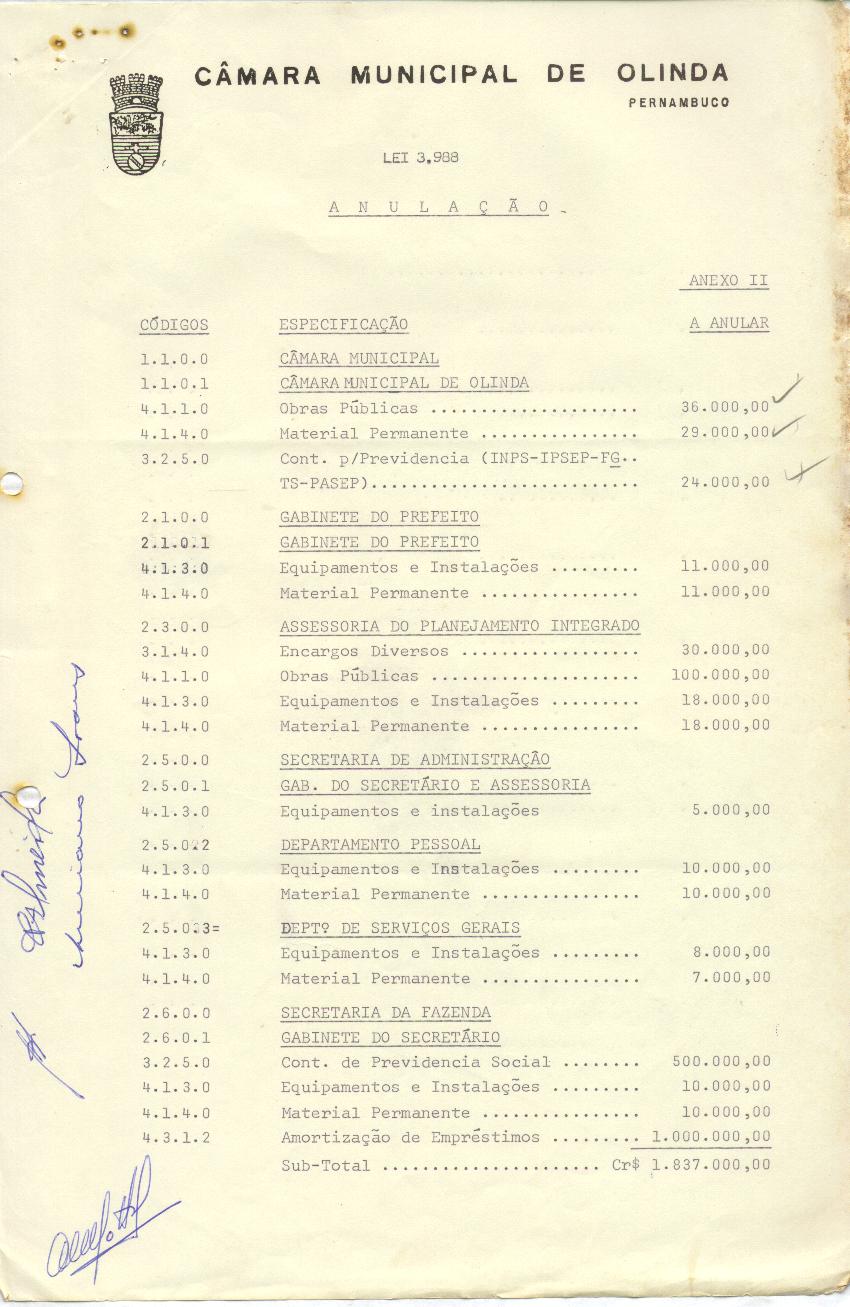 CÂMARA MUNICIPAL DE OLINDA
PERNAMBUCO
LEI 3.988
A N U L A Ç Ã O
ANEXO II
CÓDIGOS ESPECIFICAÇÃO A ANULAR
1.1.0.0 CÂMARA MUNICIPAL
1.1.0.1 CÂMARA MUNICIPAL DE OLINDA
4.1.1.0 Obras Públicas ..................... 36.000,00
4.1.4.0 Material Permanente ................ 29.000,00
3.2.5.0 Cont. p/Previdencia (INPS-IPSEP-FG..
TS-PASEP)........................... 24.000,00
2.1.0.0 GABINETE DO PREFEITO
2.1.0.1 GABINETE DO PREFEITO
4.1.3.0 Equipamentos e Instalações ......... 11.000,00
4.1.4.0 Material Permanente ................ 11.000,00
2.3.0.0 ASSESSORIA DO PLANEJAMENTO INTEGRADO
3.1.4.0 Encargos Diversos .................. 30.000,00
4.1.1.0 Obras Públicas ..................... 100.000,00
4.1.3.0 Equipamentos e Instalações ......... 18.000,00
4.1.4.0 Material Permanente ................ 18.000,00
2.5.0.0 SECRETARIA DE ADMINISTRAÇÃO
2.5.0.1 GAB. DO SECRETÁRIO E ASSESSORIA
4.1.3.0 Equipamentos e instalações 5.000,00
2.5.0.2 DEPARTAMENTO PESSOAL
4.1.3.0 Equipamentos e Instalações ......... 10.000,00
4.1.4.0 Material Permanente ................ 10.000,00
2.5.0.3= DEPTº DE SERVIÇOS GERAIS
4.1.3.0 Equipamentos e Instalações ......... 8.000,00
4.1.4.0 Material Permanente ................ 7.000,00
2.6.0.0 SECRETARIA DA FAZENDA
2.6.0.1 GABINETE DO SECRETÁRIO
3.2.5.0 Cont. de Previdencia Social ........ 500.000,00
4.1.3.0 Equipamentos e Instalações ......... 10.000,00
4.1.4.0 Material Permanente ................ 10.000,00
4.3.1.2 Amortização de Empréstimos ......... 1.000.000,00
Sub-Total ...................... Cr$ 1.837.000,00